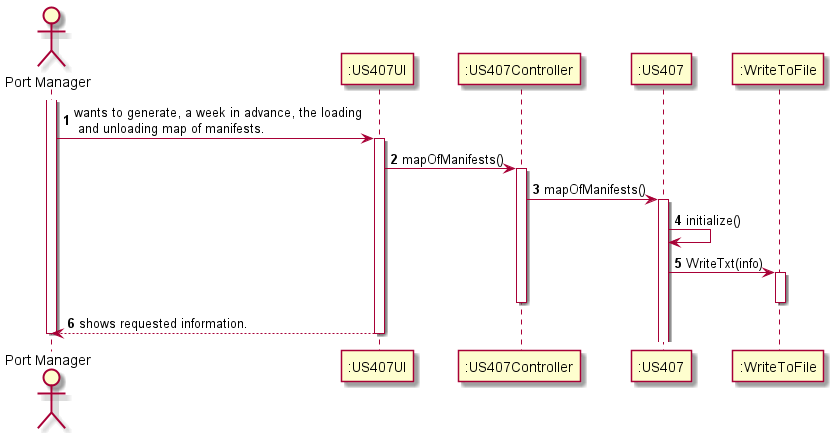 Port Manager
:US407UI
:US407Controller
:US407
:WriteToFile
1 wants to generate, a week in advance, the loading
and unloading map of manifests.
2 mapOfManifests()
3 mapOfManifests()
4 initialize()
5 WriteTxt(info)
6 shows requested information.
Port Manager
:US407UI
:US407Controller
:US407
:WriteToFile